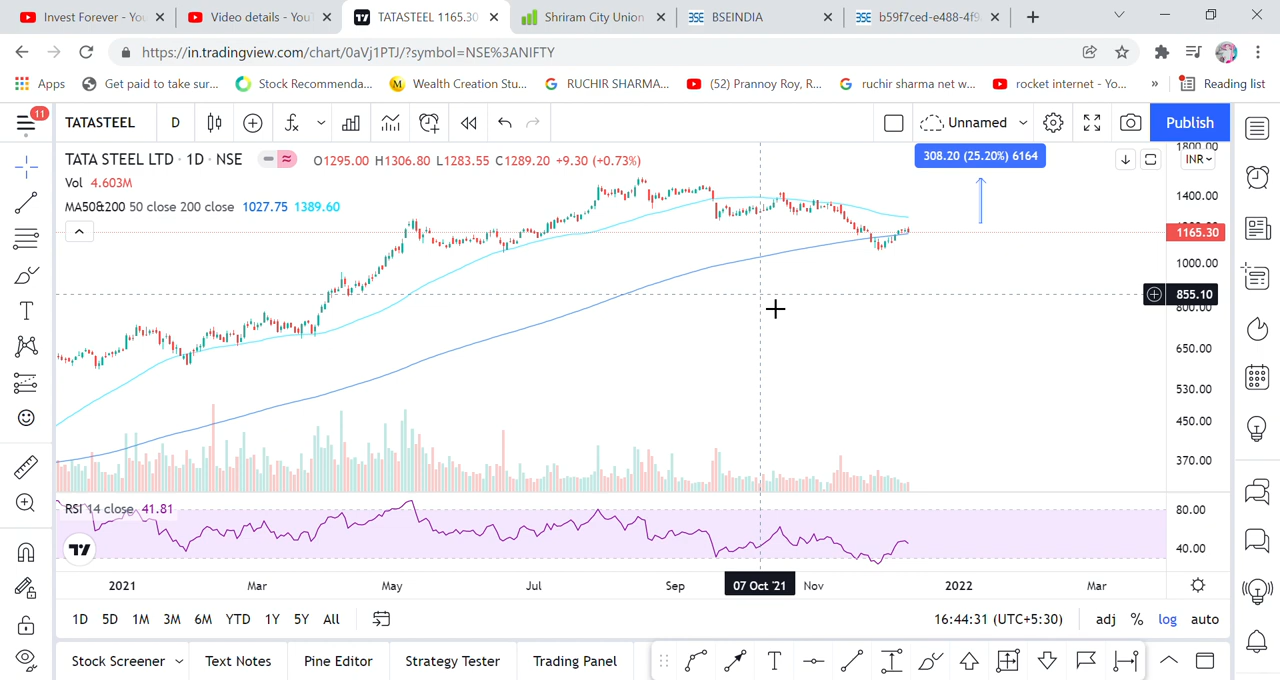 Invest Forever - You
Video details - YouT
TATASTEEL 1165.30
Shriram City Union
BSEINDIA
b59f7ced-e488-4f9
https://in.tradingview.com/chart/0aVj1PTJ/?symbol=NSE%3ANIFTY
Apps
Get paid to take sur...
Stock Recommenda...
Wealth Creation Stu...
RUCHIR SHARMA...
(52) Prannoy Roy, R...
ruchir sharma net w...
rocket internet - Yo...
»
Reading list
11
TATASTEEL
D
Unnamed
Publish
TATA STEEL LTD · 1D · NSE
O1295.00 H1306.80 L1283.55 C1289.20 +9.30 (+0.73%)
308.20 (25.20%) 6164
INR
Vol 4.603M
MA50&200 50 close 200 close 1027.75 1389.60
1800.00
1400.00
1165.30
1000.00
855.10
800.00
650.00
530.00
450.00
370.00
RSI 14 close 41.81
80.00
40.00
2021
Mar
May
Jul
Sep
07 Oct '21
Nov
2022
Mar
1D 5D 1M 3M 6M YTD 1Y 5Y All
16:44:31 (UTC+5:30)
adj % log auto
Stock Screener
Text Notes
Pine Editor
Strategy Tester
Trading Panel